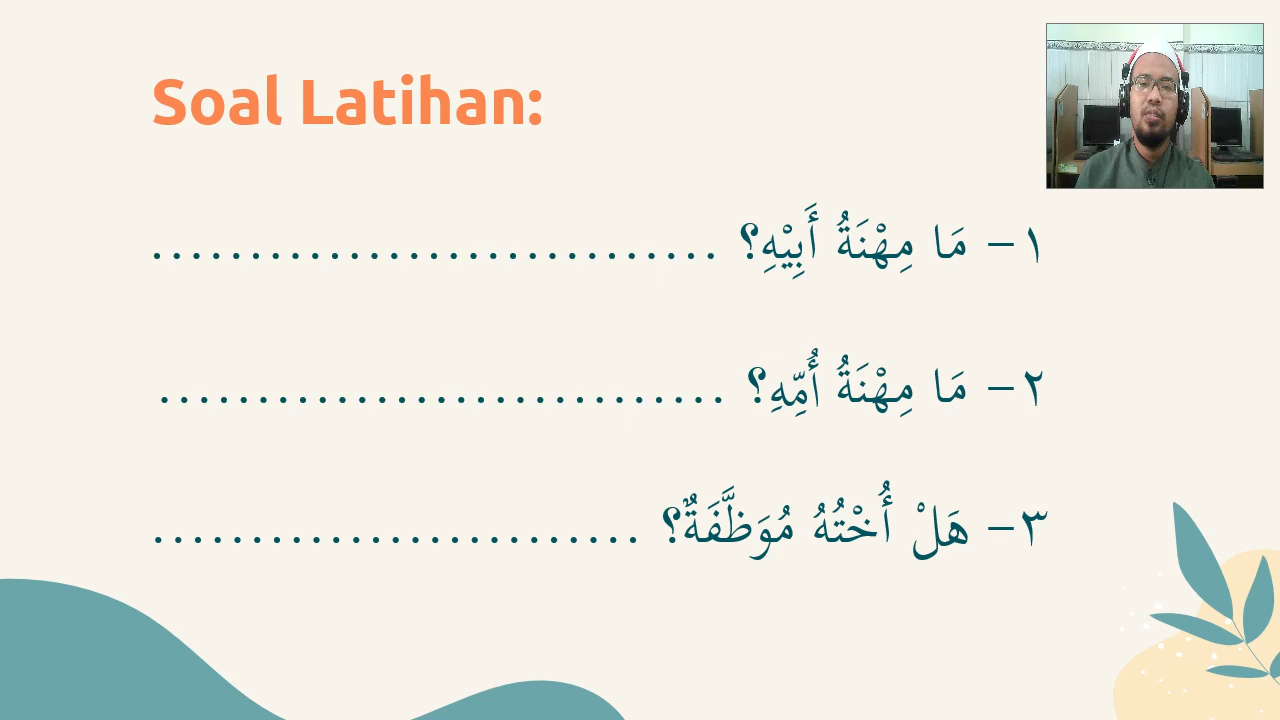 Soal Latihan:
١- مَا مِهْنَةُ أَبِيْهِ؟ .............................
٢- مَا مِهْنَةُ أُمِّهِ؟ .............................
٣- هَلْ أُخْتُهُ مُوَظَّفَةٌ؟ .........................